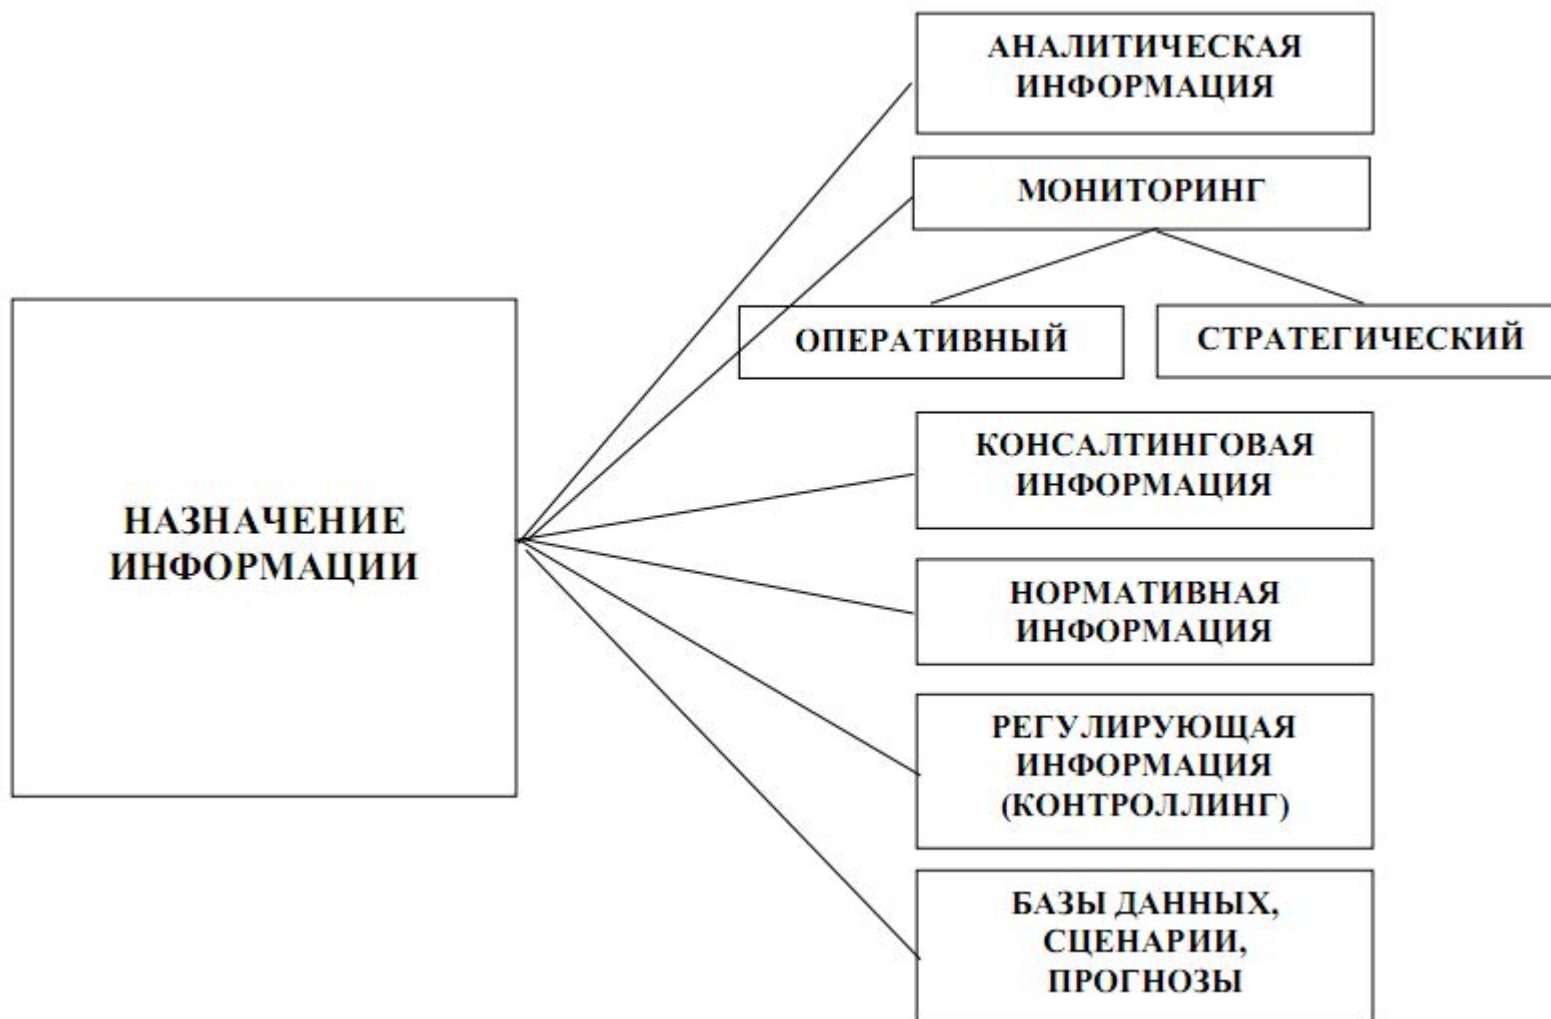 АНАЛИТИЧЕСКАЯ
ИНФОРМАЦИЯ
МОНИТОРИНГ
ОПЕРАТИВНЫЙ
СТРАТЕГИЧЕСКИЙ
КОНСАЛТИНГОВАЯ
ИНФОРМАЦИЯ
НАЗНАЧЕНИЕ
ИНФОРМАЦИИ
НОРМАТИВНАЯ
ИНФОРМАЦИЯ
РЕГУЛИРУЮЩАЯ
ИНФОРМАЦИЯ
(КОНТРОЛЛИНГ)
БАЗЫ ДАННЫХ,
СЦЕНАРИИ,
ПРОГНОЗЫ